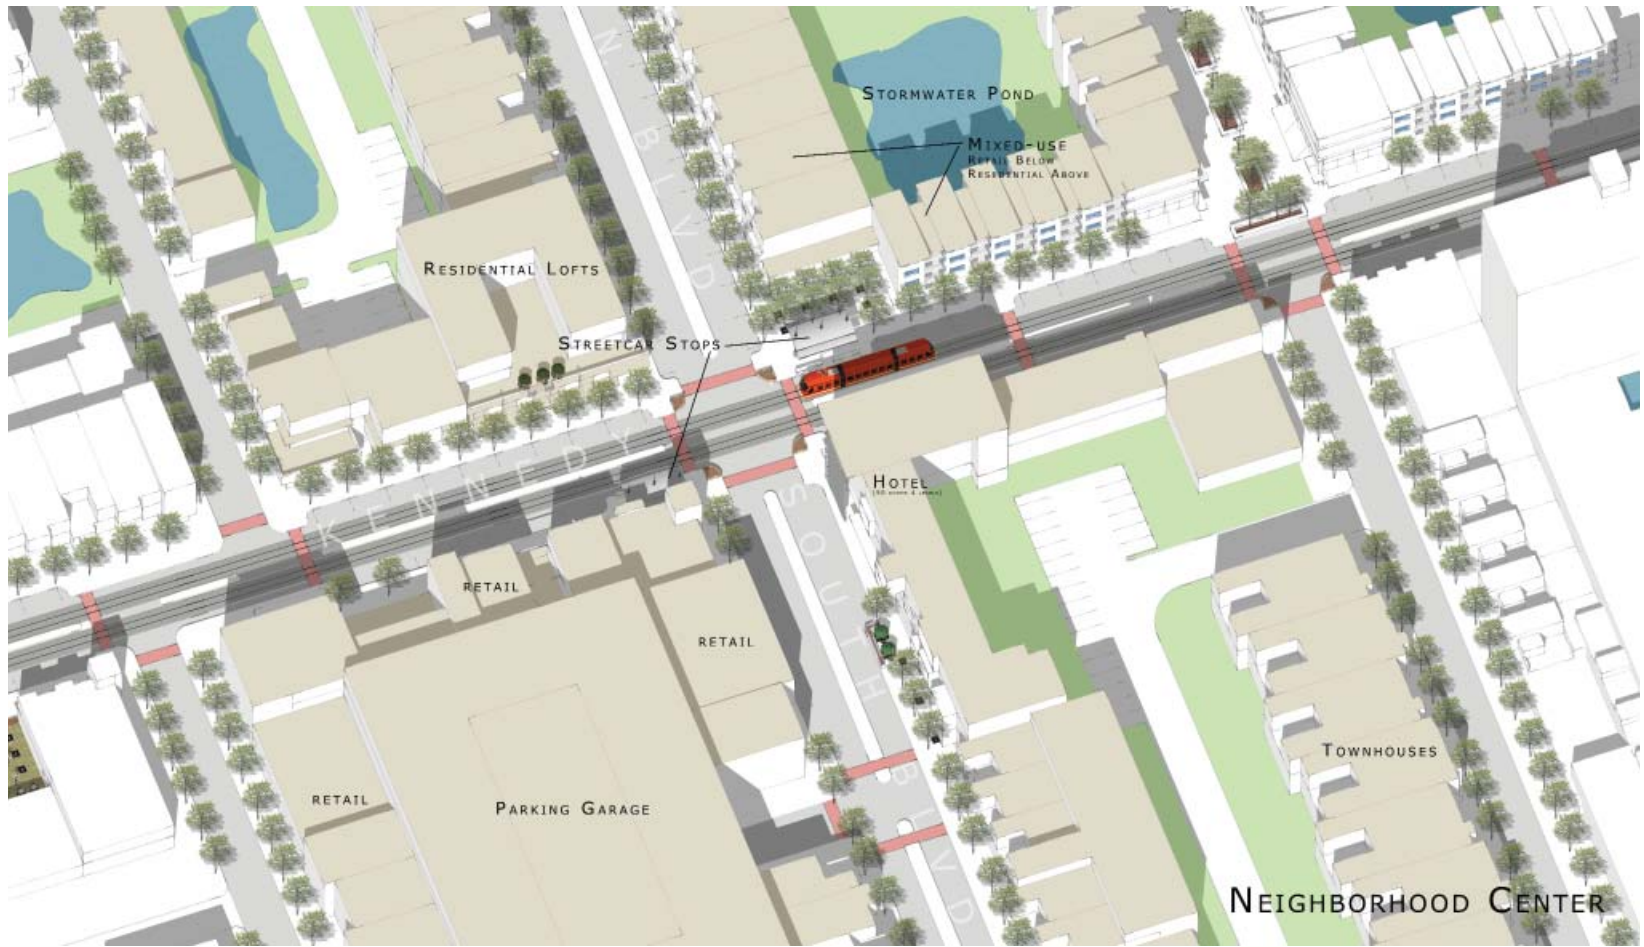 N. BLVD
STORMWATER POND
MIXED-USE
RETAIL BELOW
RESIDENTIAL ABOVE
RESIDENTIAL LOFTS
STREETCAR STOPS
KENNEDY
HOTEL
SOUTH BLVD
RETAIL
RETAIL
TOWNHOUSES
RETAIL
PARKING GARAGE
NEIGHBORHOOD CENTER